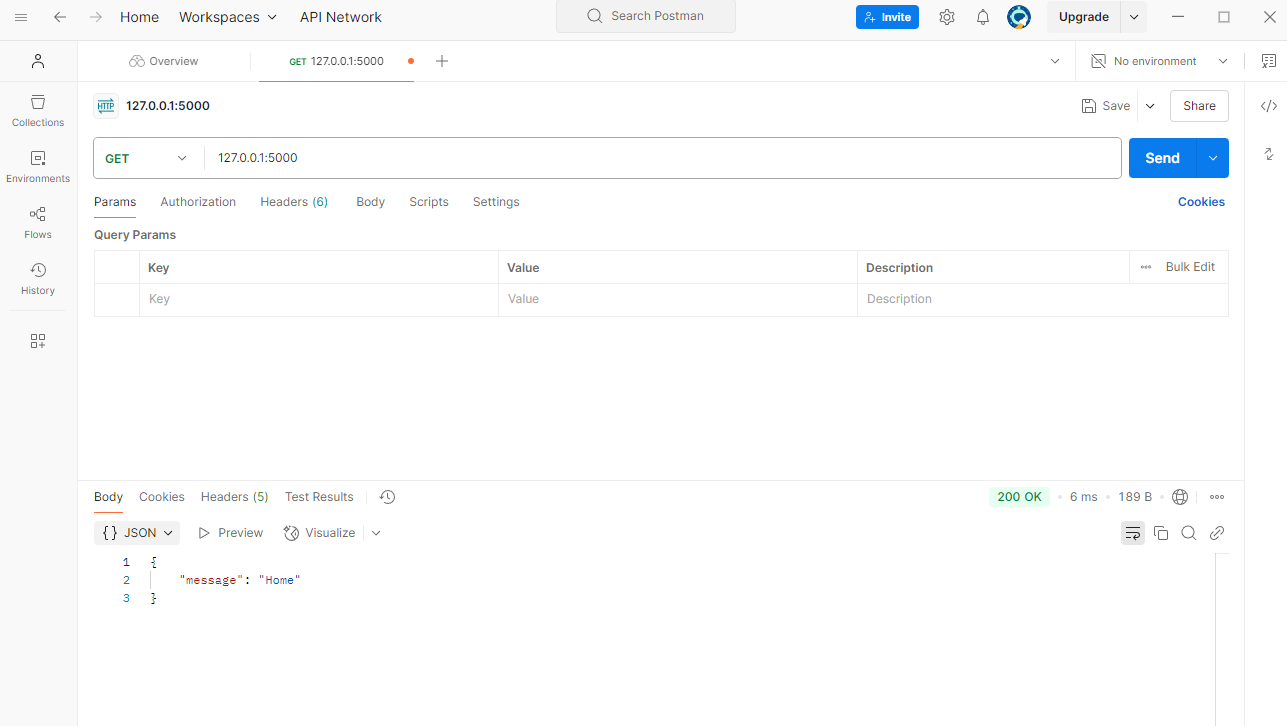 Home Workspaces API Network Search Postman Invite Upgrade
Overview GET 127.0.0.1:5000 No environment
HTTP 127.0.0.1:5000 Save Share
Collections
Environments
Flows
History
GET 127.0.0.1:5000 Send
Params Authorization Headers (6) Body Scripts Settings Cookies
Query Params
Key Value Description Bulk Edit
Key Value Description
Body Cookies Headers (5) Test Results 200 OK 6 ms 189 B
{} JSON Preview Visualize
1 {
2 "message": "Home"
3 }